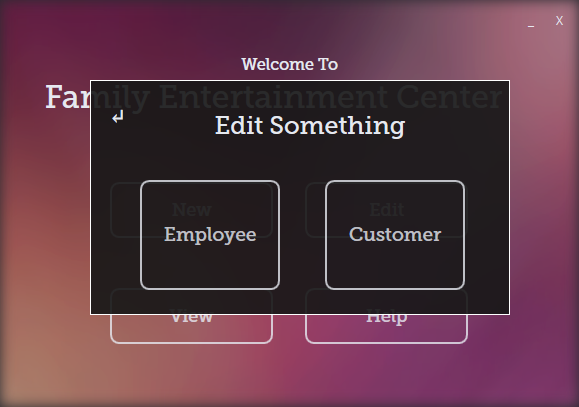 _ X
Welcome To
Family Entertainment Center
↵
Edit Something
New Edit
Employee Customer
View Help